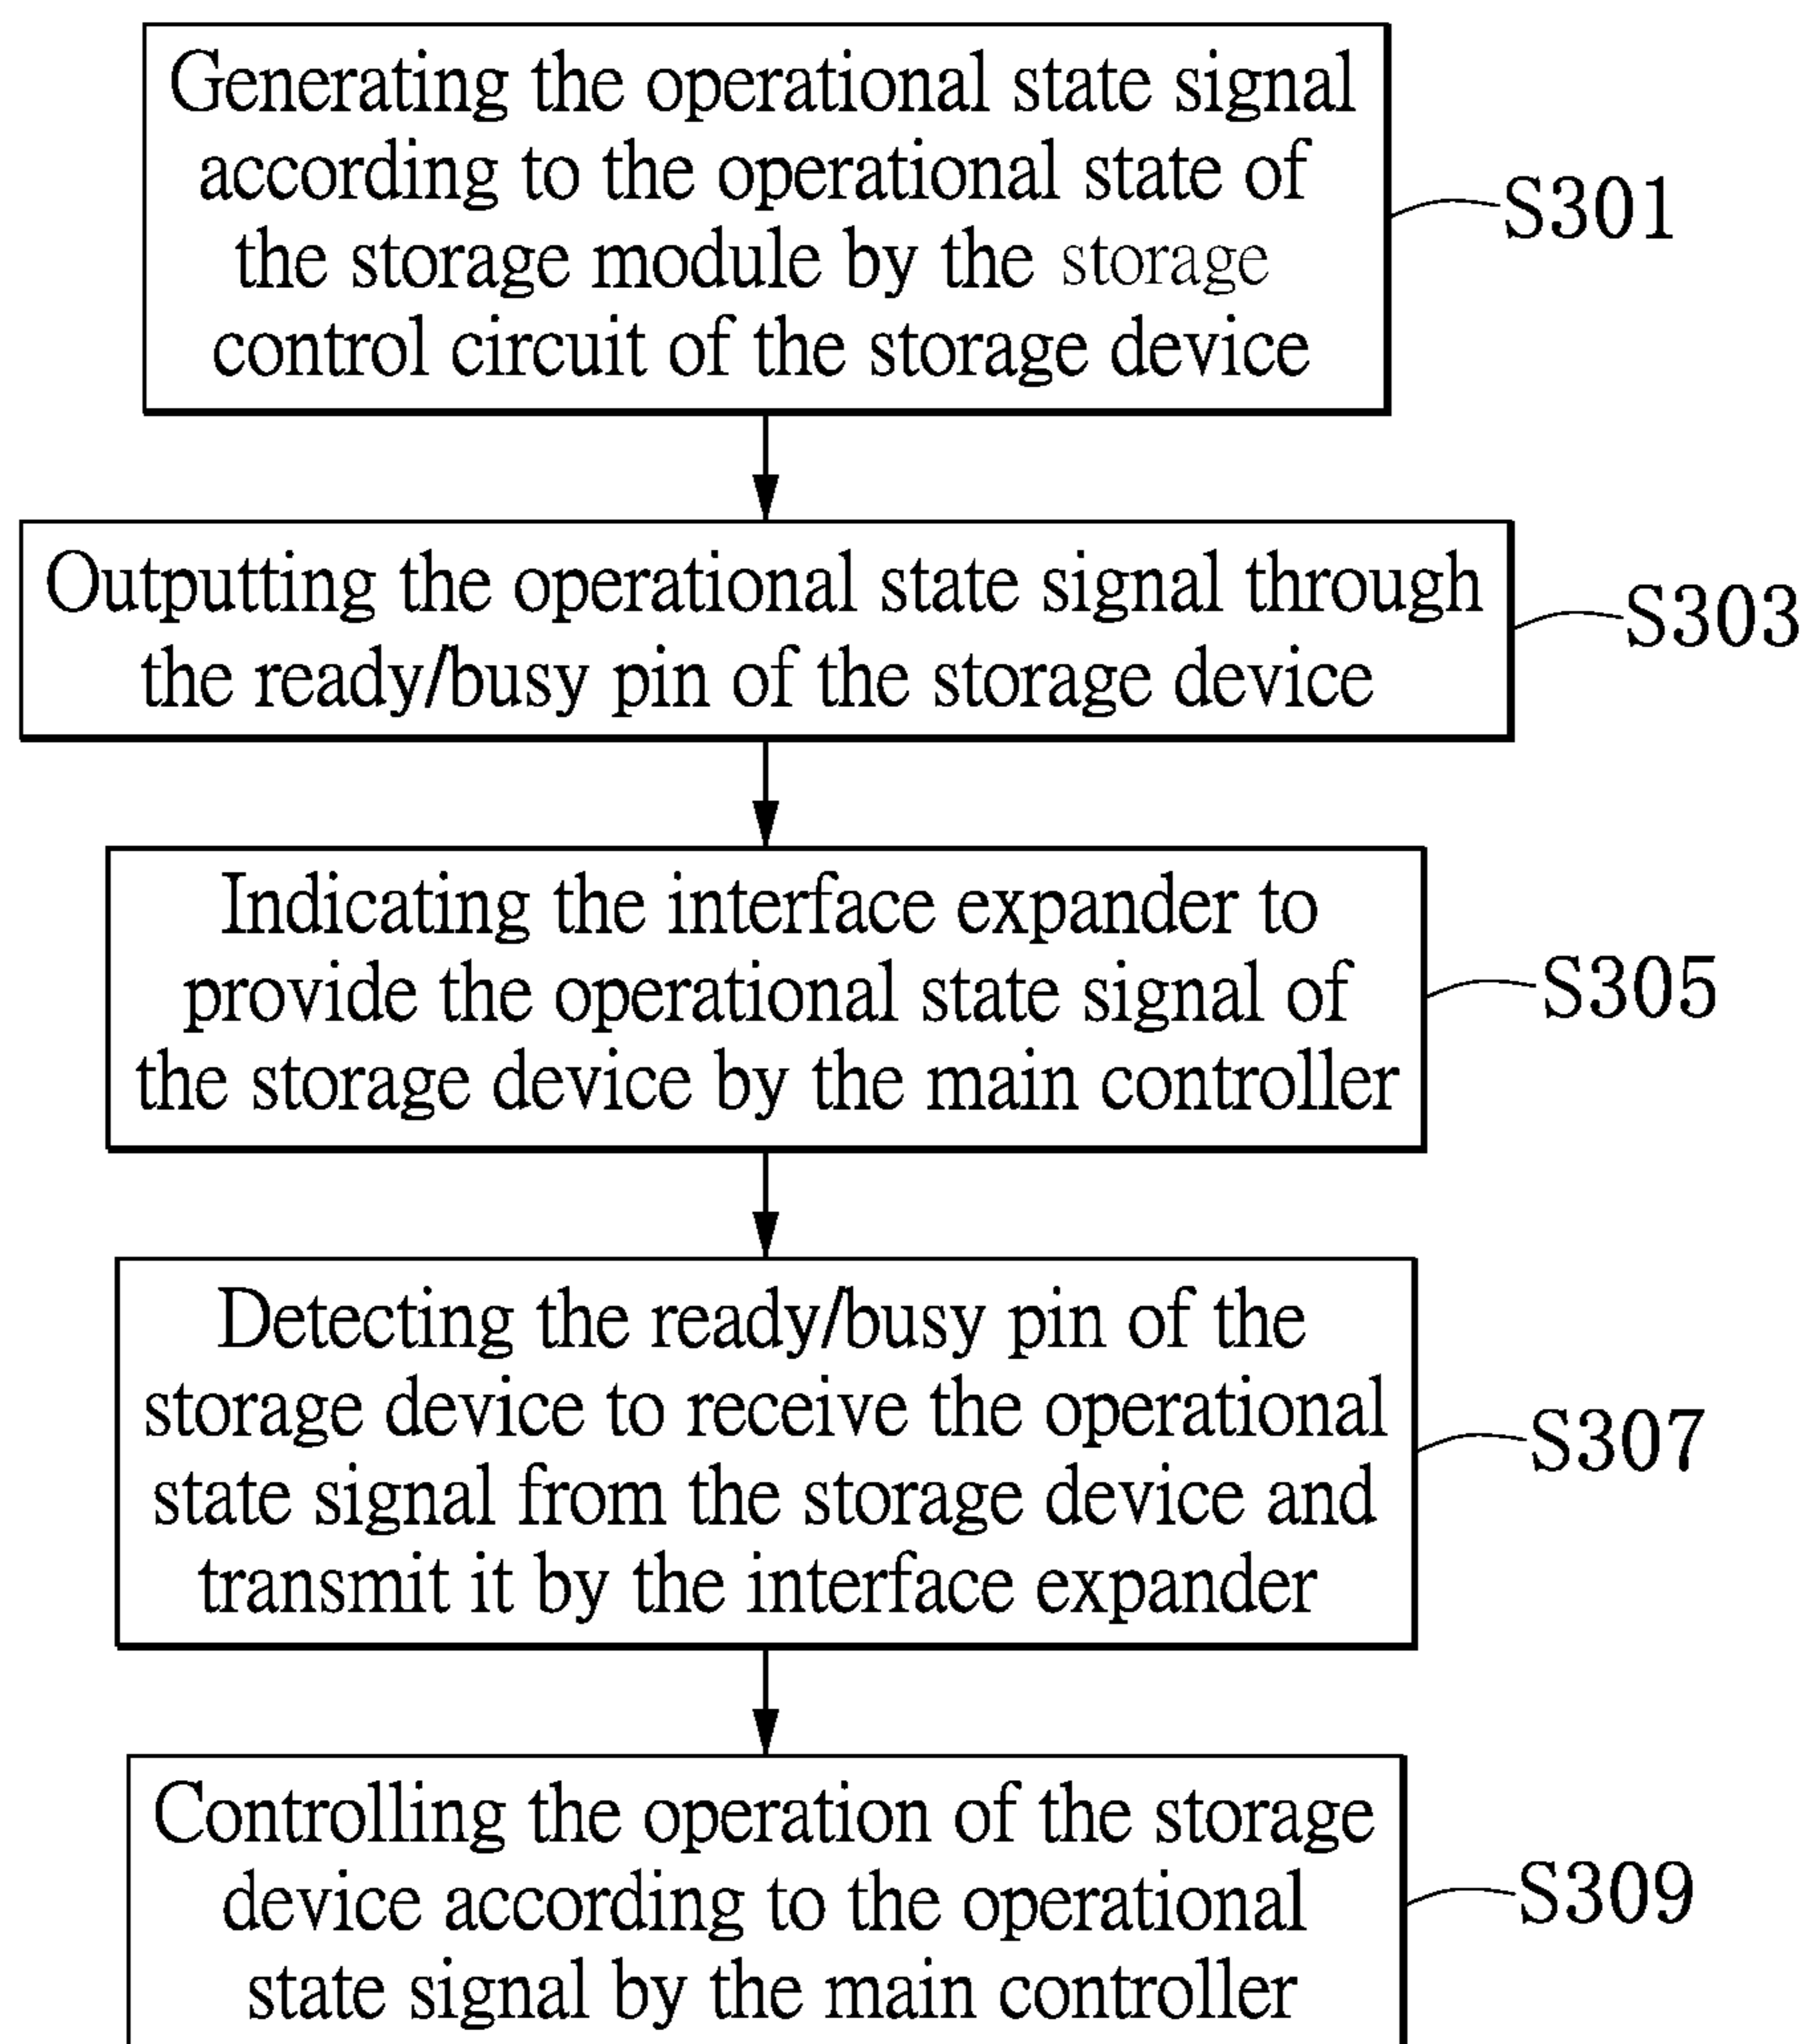 Generating the operational state signal
according to the operational state of
the storage module by the storage
control circuit of the storage device
S301
Outputting the operational state signal through
the ready/busy pin of the storage device
S303
Indicating the interface expander to
provide the operational state signal of
the storage device by the main controller
S305
Detecting the ready/busy pin of the
storage device to receive the operational
state signal from the storage device and
transmit it by the interface expander
S307
Controlling the operation of the storage
device according to the operational
state signal by the main controller
S309